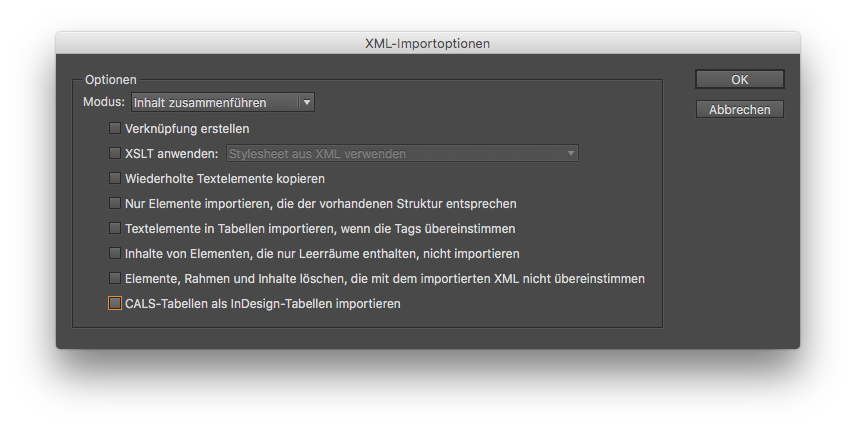 XML-Importoptionen
Optionen
OK
Modus: Inhalt zusammenführen
Abbrechen
Verknüpfung erstellen
XSLT anwenden: Stylesheet aus XML verwenden
Wiederholte Textelemente kopieren
Nur Elemente importieren, die der vorhandenen Struktur entsprechen
Textelemente in Tabellen importieren, wenn die Tags übereinstimmen
Inhalte von Elementen, die nur Leerräume enthalten, nicht importieren
Elemente, Rahmen und Inhalte löschen, die mit dem importierten XML nicht übereinstimmen
CALS-Tabellen als InDesign-Tabellen importieren